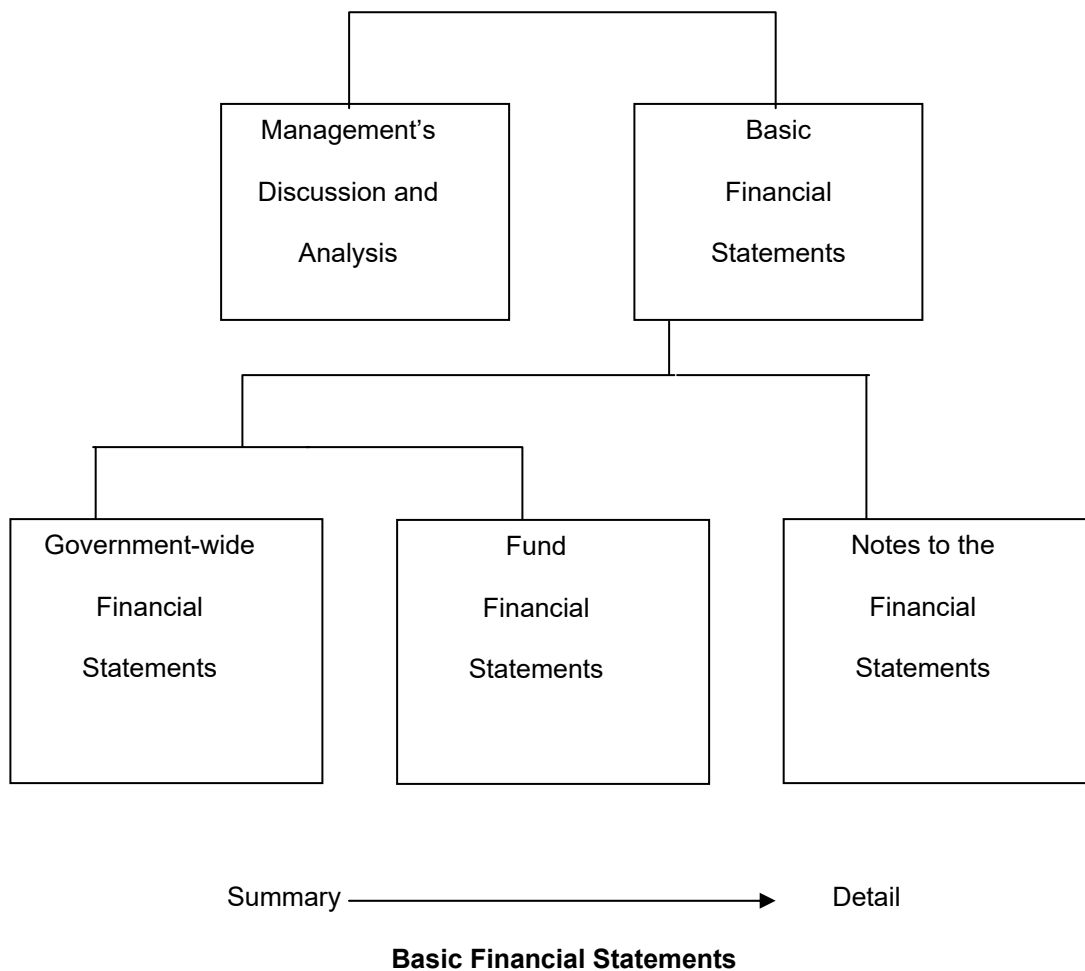 Management’s
Discussion and
Analysis
Basic
Financial
Statements
Government-wide
Financial
Statements
Fund
Financial
Statements
Notes to the
Financial
Statements
Summary
Detail
Basic Financial Statements